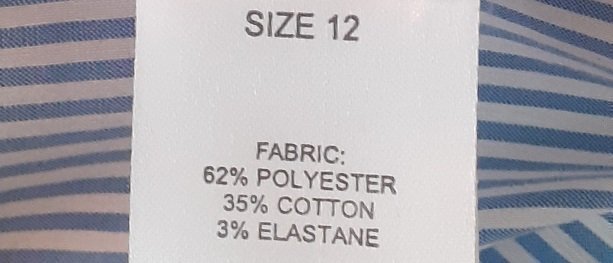 SIZE 12
FABRIC:
62% POLYESTER
35% COTTON
3% ELASTANE